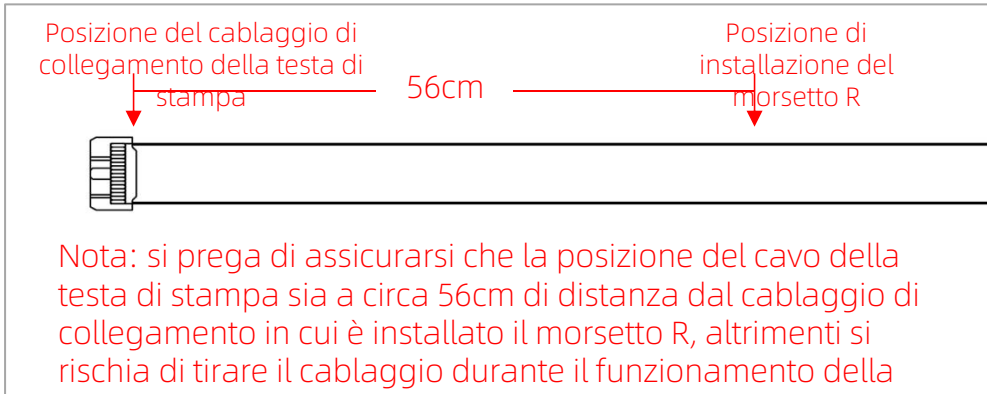 Posizione del cablaggio di
collegamento della testa di
stampa
56cm
Posizione di
installazione del
morsetto R
Nota: si prega di assicurarsi che la posizione del cavo della
testa di stampa sia a circa 56cm di distanza dal cablaggio di
collegamento in cui è installato il morsetto R, altrimenti si
rischia di tirare il cablaggio durante il funzionamento della